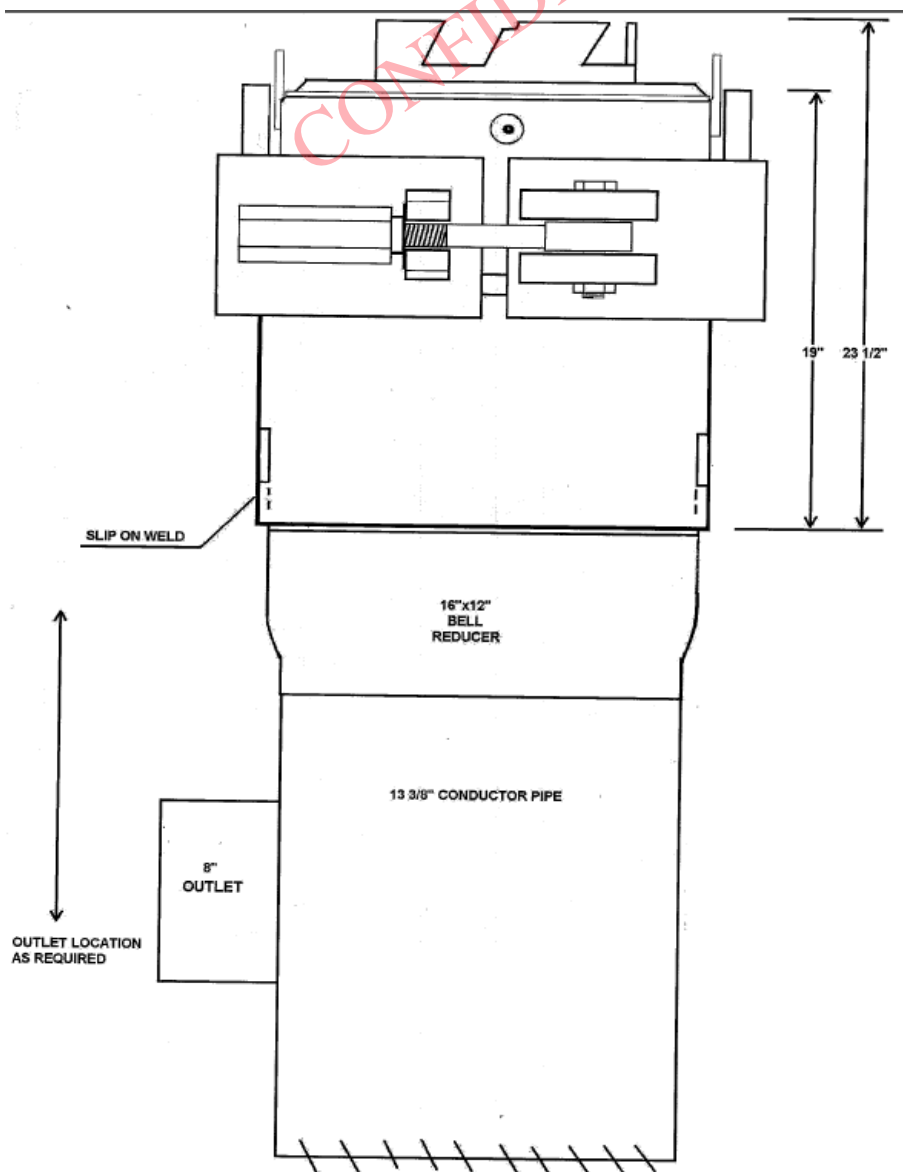 CONFID
19"
23 1/2"
SLIP ON WELD
16"x12"
BELL
REDUCER
13 3/8" CONDUCTOR PIPE
8"
OUTLET
OUTLET LOCATION
AS REQUIRED